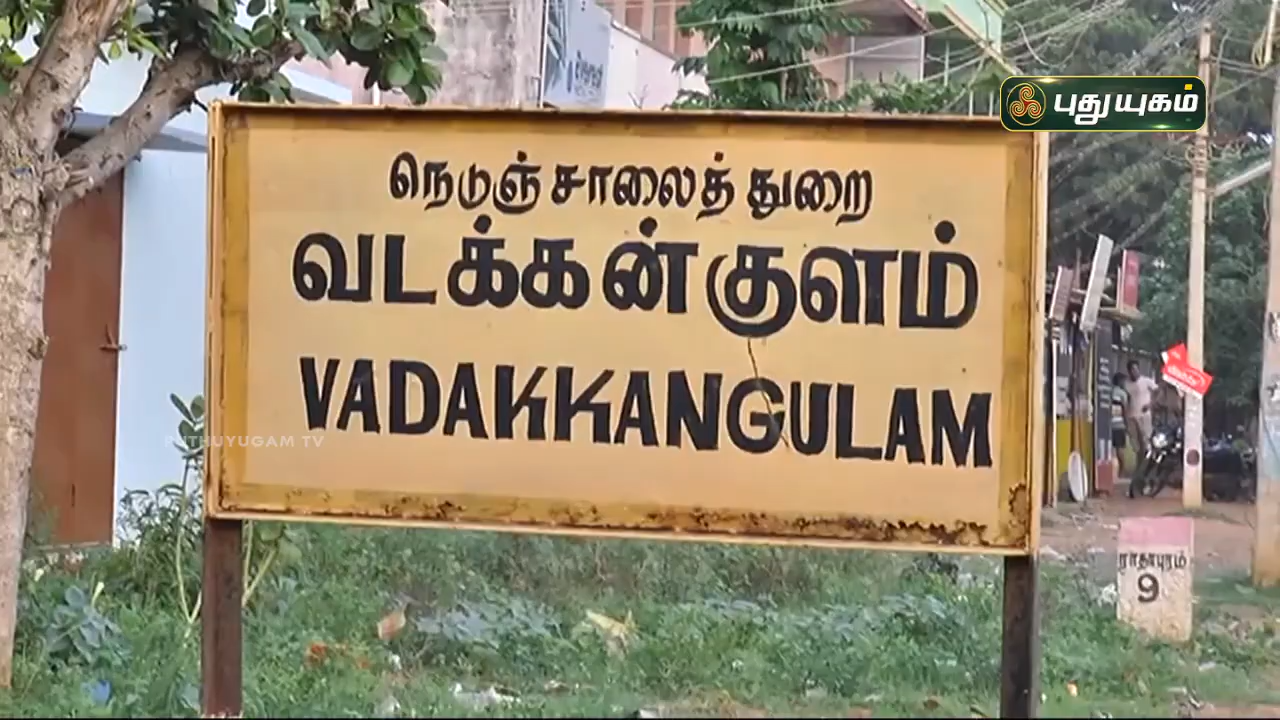 புதுயுகம்
நெடுஞ்சாலைத் துறை
வடக்கன்குளம்
VADAKKANGULAM
PUTHUYUGAM TV
ராதாபுரம்
9